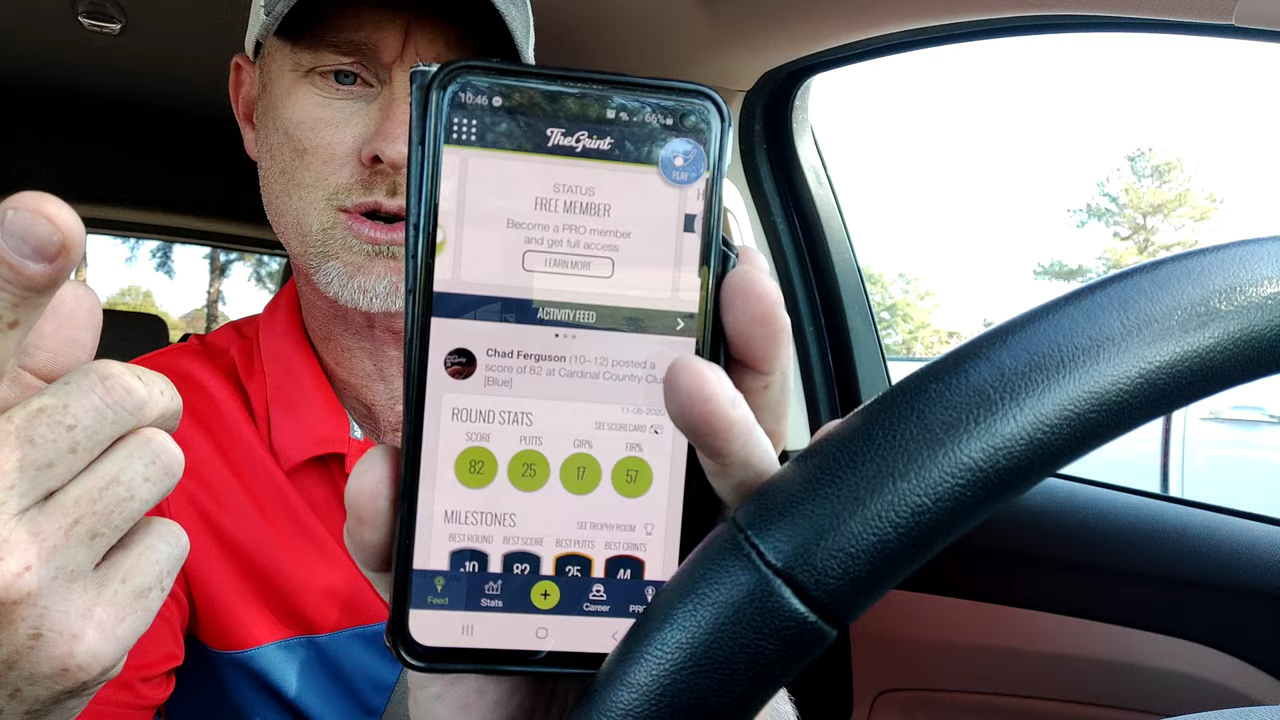 10:46
66%
TheGrint
PLAY
STATUS
FREE MEMBER
Become a PRO member
and get full access
LEARN MORE
ACTIVITY FEED
Chad Ferguson (10–12) posted a
score of 82 at Cardinal Country Club
[Blue]
11-08-2020
ROUND STATS
SEE SCORECARD
SCORE PUTTS GIR% FIR%
82 25 17 57
MILESTONES
SEE TROPHY ROOM
BEST ROUND BEST SCORE BEST PUTTS BEST GRINTS
10 82 25 44
Feed Stats + Career PR